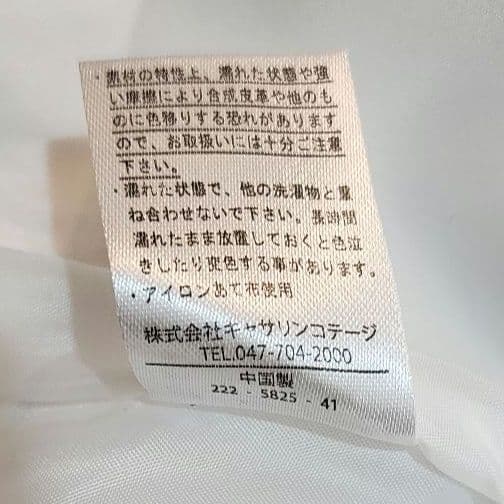 ・素材の特性上、濡れた状態や強
い摩擦により合成皮革や他のも
のに色移りする恐れがあります
ので、お取扱いには十分ご注意
下さい。
・濡れた状態で、他の洗濯物と重
ね合わせないで下さい。長時間
濡れたまま放置しておくと色泣
きしたり変色する事があります。
・アイロンあて布使用
株式会社キャサリンコテージ
TEL.047-704-2000
中国製
222 - 5825 - 41